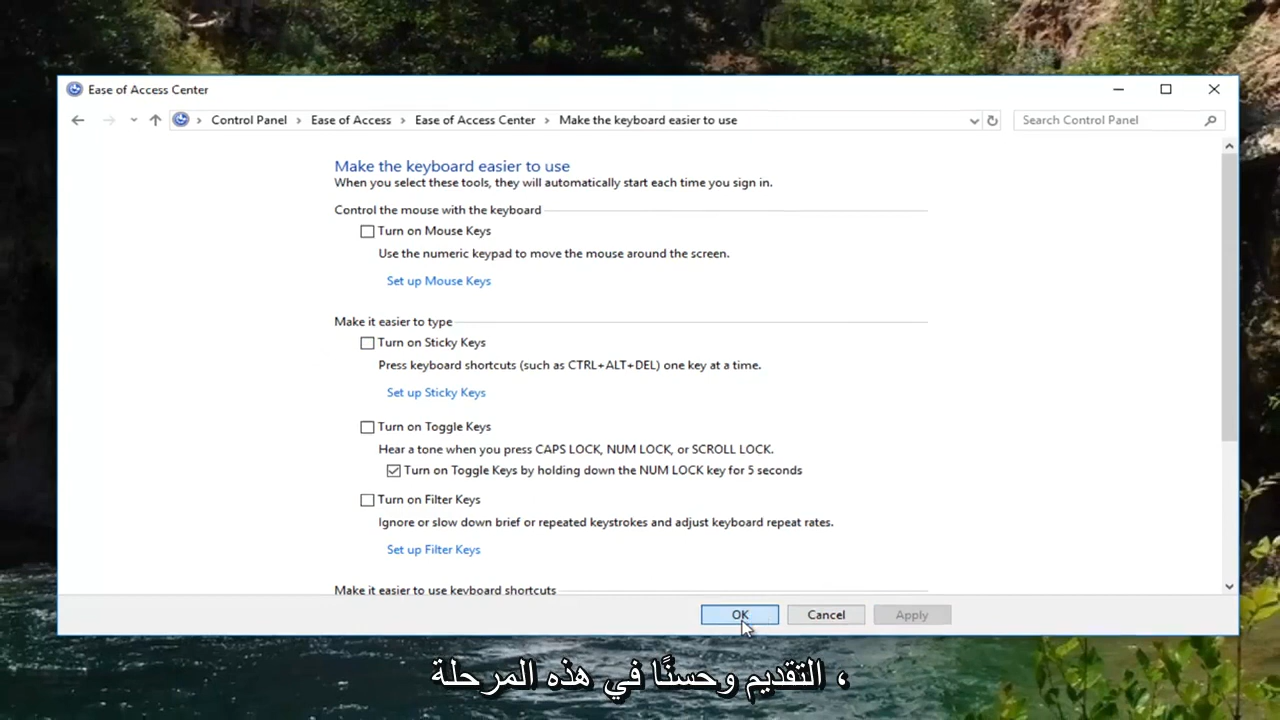 Ease of Access Center
Control Panel > Ease of Access > Ease of Access Center > Make the keyboard easier to use
Search Control Panel
Make the keyboard easier to use
When you select these tools, they will automatically start each time you sign in.
Control the mouse with the keyboard
Turn on Mouse Keys
Use the numeric keypad to move the mouse around the screen.
Set up Mouse Keys
Make it easier to type
Turn on Sticky Keys
Press keyboard shortcuts (such as CTRL+ALT+DEL) one key at a time.
Set up Sticky Keys
Turn on Toggle Keys
Hear a tone when you press CAPS LOCK, NUM LOCK, or SCROLL LOCK.
Turn on Toggle Keys by holding down the NUM LOCK key for 5 seconds
Turn on Filter Keys
Ignore or slow down brief or repeated keystrokes and adjust keyboard repeat rates.
Set up Filter Keys
Make it easier to use keyboard shortcuts
OK Cancel Apply
، التقديم وحسنًا في هذه المرحلة